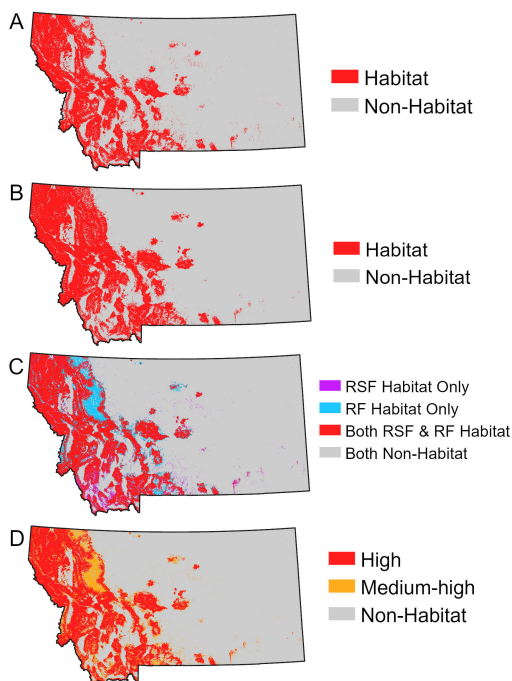 A
Habitat
Non-Habitat
B
Habitat
Non-Habitat
C
RSF Habitat Only
RF Habitat Only
Both RSF & RF Habitat
Both Non-Habitat
D
High
Medium-high
Non-Habitat